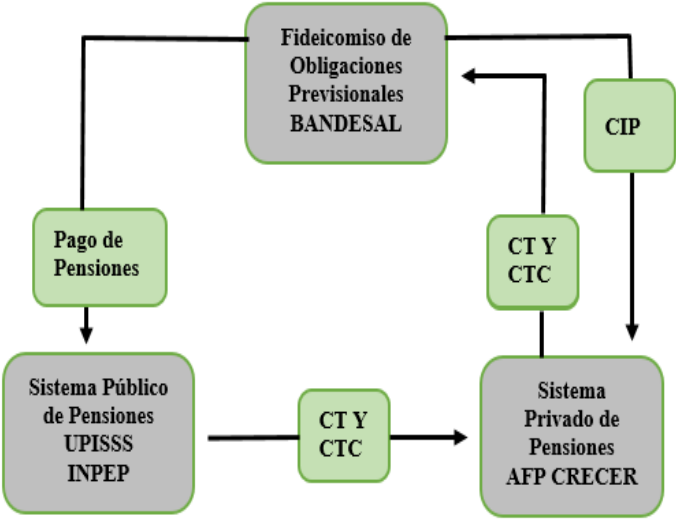 Fideicomiso de
Obligaciones
Previsionales
BANDESAL
CIP
Pago de
Pensiones
CT Y
CTC
Sistema Público
de Pensiones
UPISSS
INPEP
CT Y
CTC
Sistema
Privado de
Pensiones
AFP CRECER